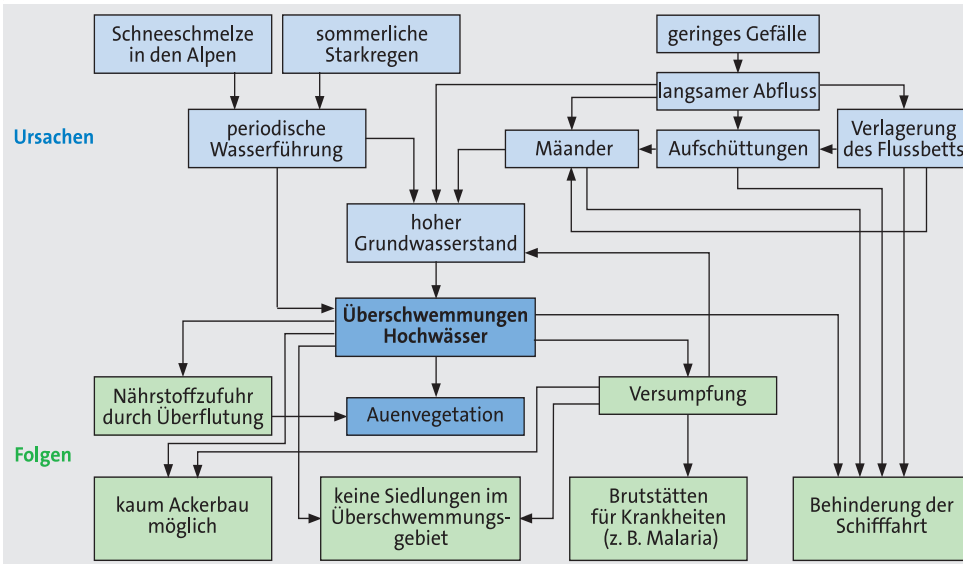 Schneeschmelze
in den Alpen
sommerliche
Starkregen
geringes Gefälle
langsamer Abfluss
Ursachen
periodische
Wasserführung
Mäander
Aufschüttungen
Verlagerung
des Flussbetts
hoher
Grundwasserstand
Überschwemmungen
Hochwässer
Nährstoffzufuhr
durch Überflutung
Auenvegetation
Versumpfung
Folgen
kaum Ackerbau
möglich
keine Siedlungen im
Überschwemmungs-
gebiet
Brutstätten
für Krankheiten
(z. B. Malaria)
Behinderung der
Schifffahrt